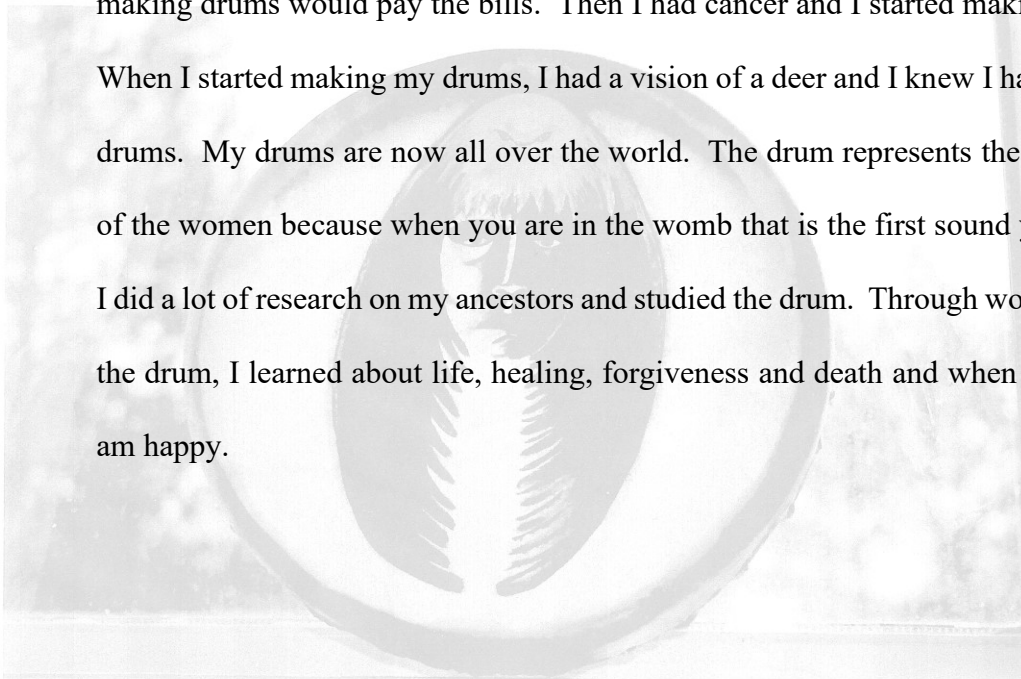 making drums would pay the bills.  Then I had cancer and I started
When I started making my drums, I had a vision of a deer and I knew I
drums.  My drums are now all over the world.  The drum represents the
of the women because when you are in the womb that is the first sound
I did a lot of research on my ancestors and studied the drum.  Through
the drum, I learned about life, healing, forgiveness and death and when
am happy.